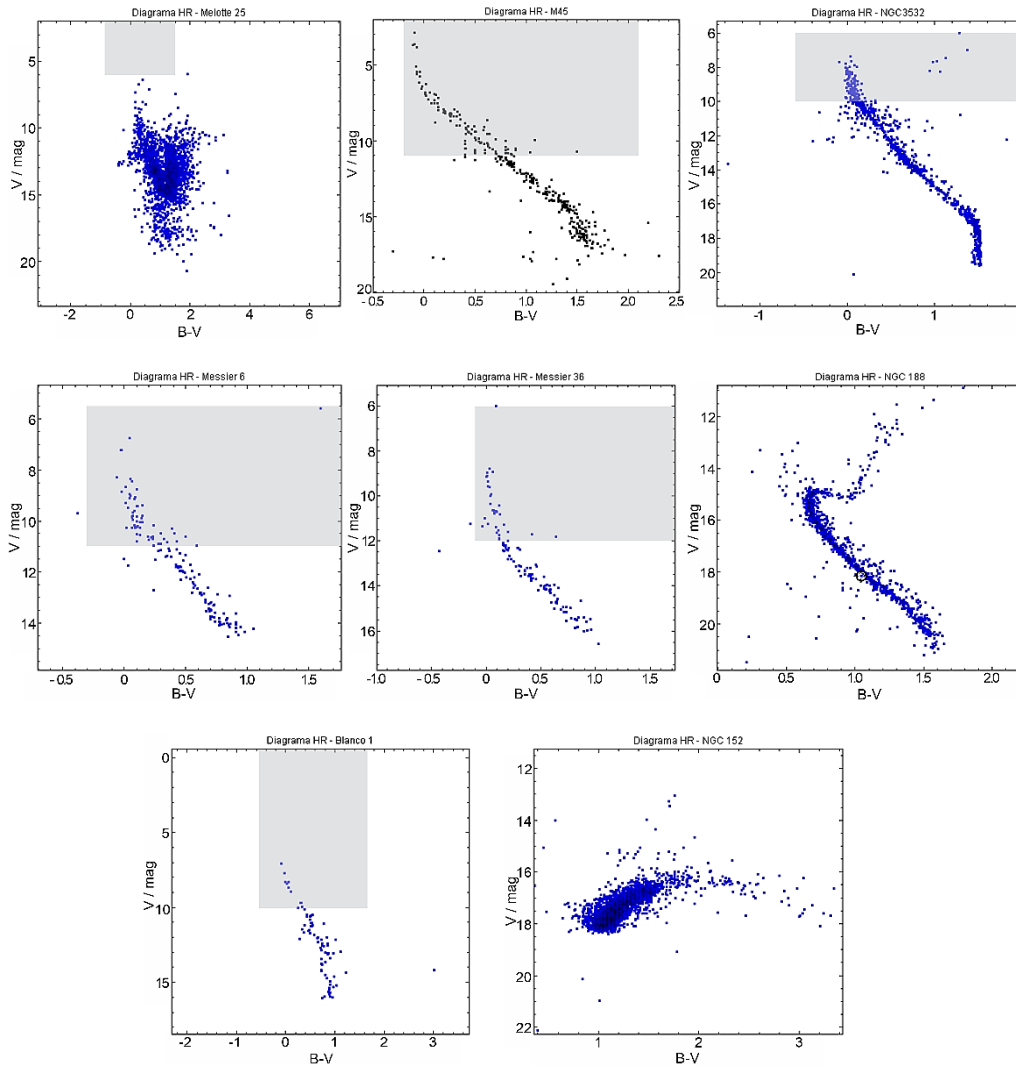 Diagrama HR - Melotte 25
5
10
15
20
V / mag
-2 0 2 4 6
B-V
Diagrama HR - M45
5
10
15
20
V / mag
-0.5 0 0.5 1.0 1.5 2.0 2.5
B-V
Diagrama HR - NGC3532
6
8
10
12
14
16
18
20
V / mag
-1 0 1
B-V
Diagrama HR - Messier 6
6
8
10
12
14
V / mag
-0.5 0 0.5 1.0 1.5
B-V
Diagrama HR - Messier 36
6
8
10
12
14
16
V / mag
-1.0 -0.5 0 0.5 1.0 1.5
B-V
Diagrama HR - NGC 188
12
14
16
18
20
V / mag
0 0.5 1.0 1.5 2.0
B-V
Diagrama HR - Blanco 1
0
5
10
15
V / mag
-2 -1 0 1 2 3
B-V
Diagrama HR - NGC 152
12
14
16
18
20
22
V / mag
1 2 3
B-V